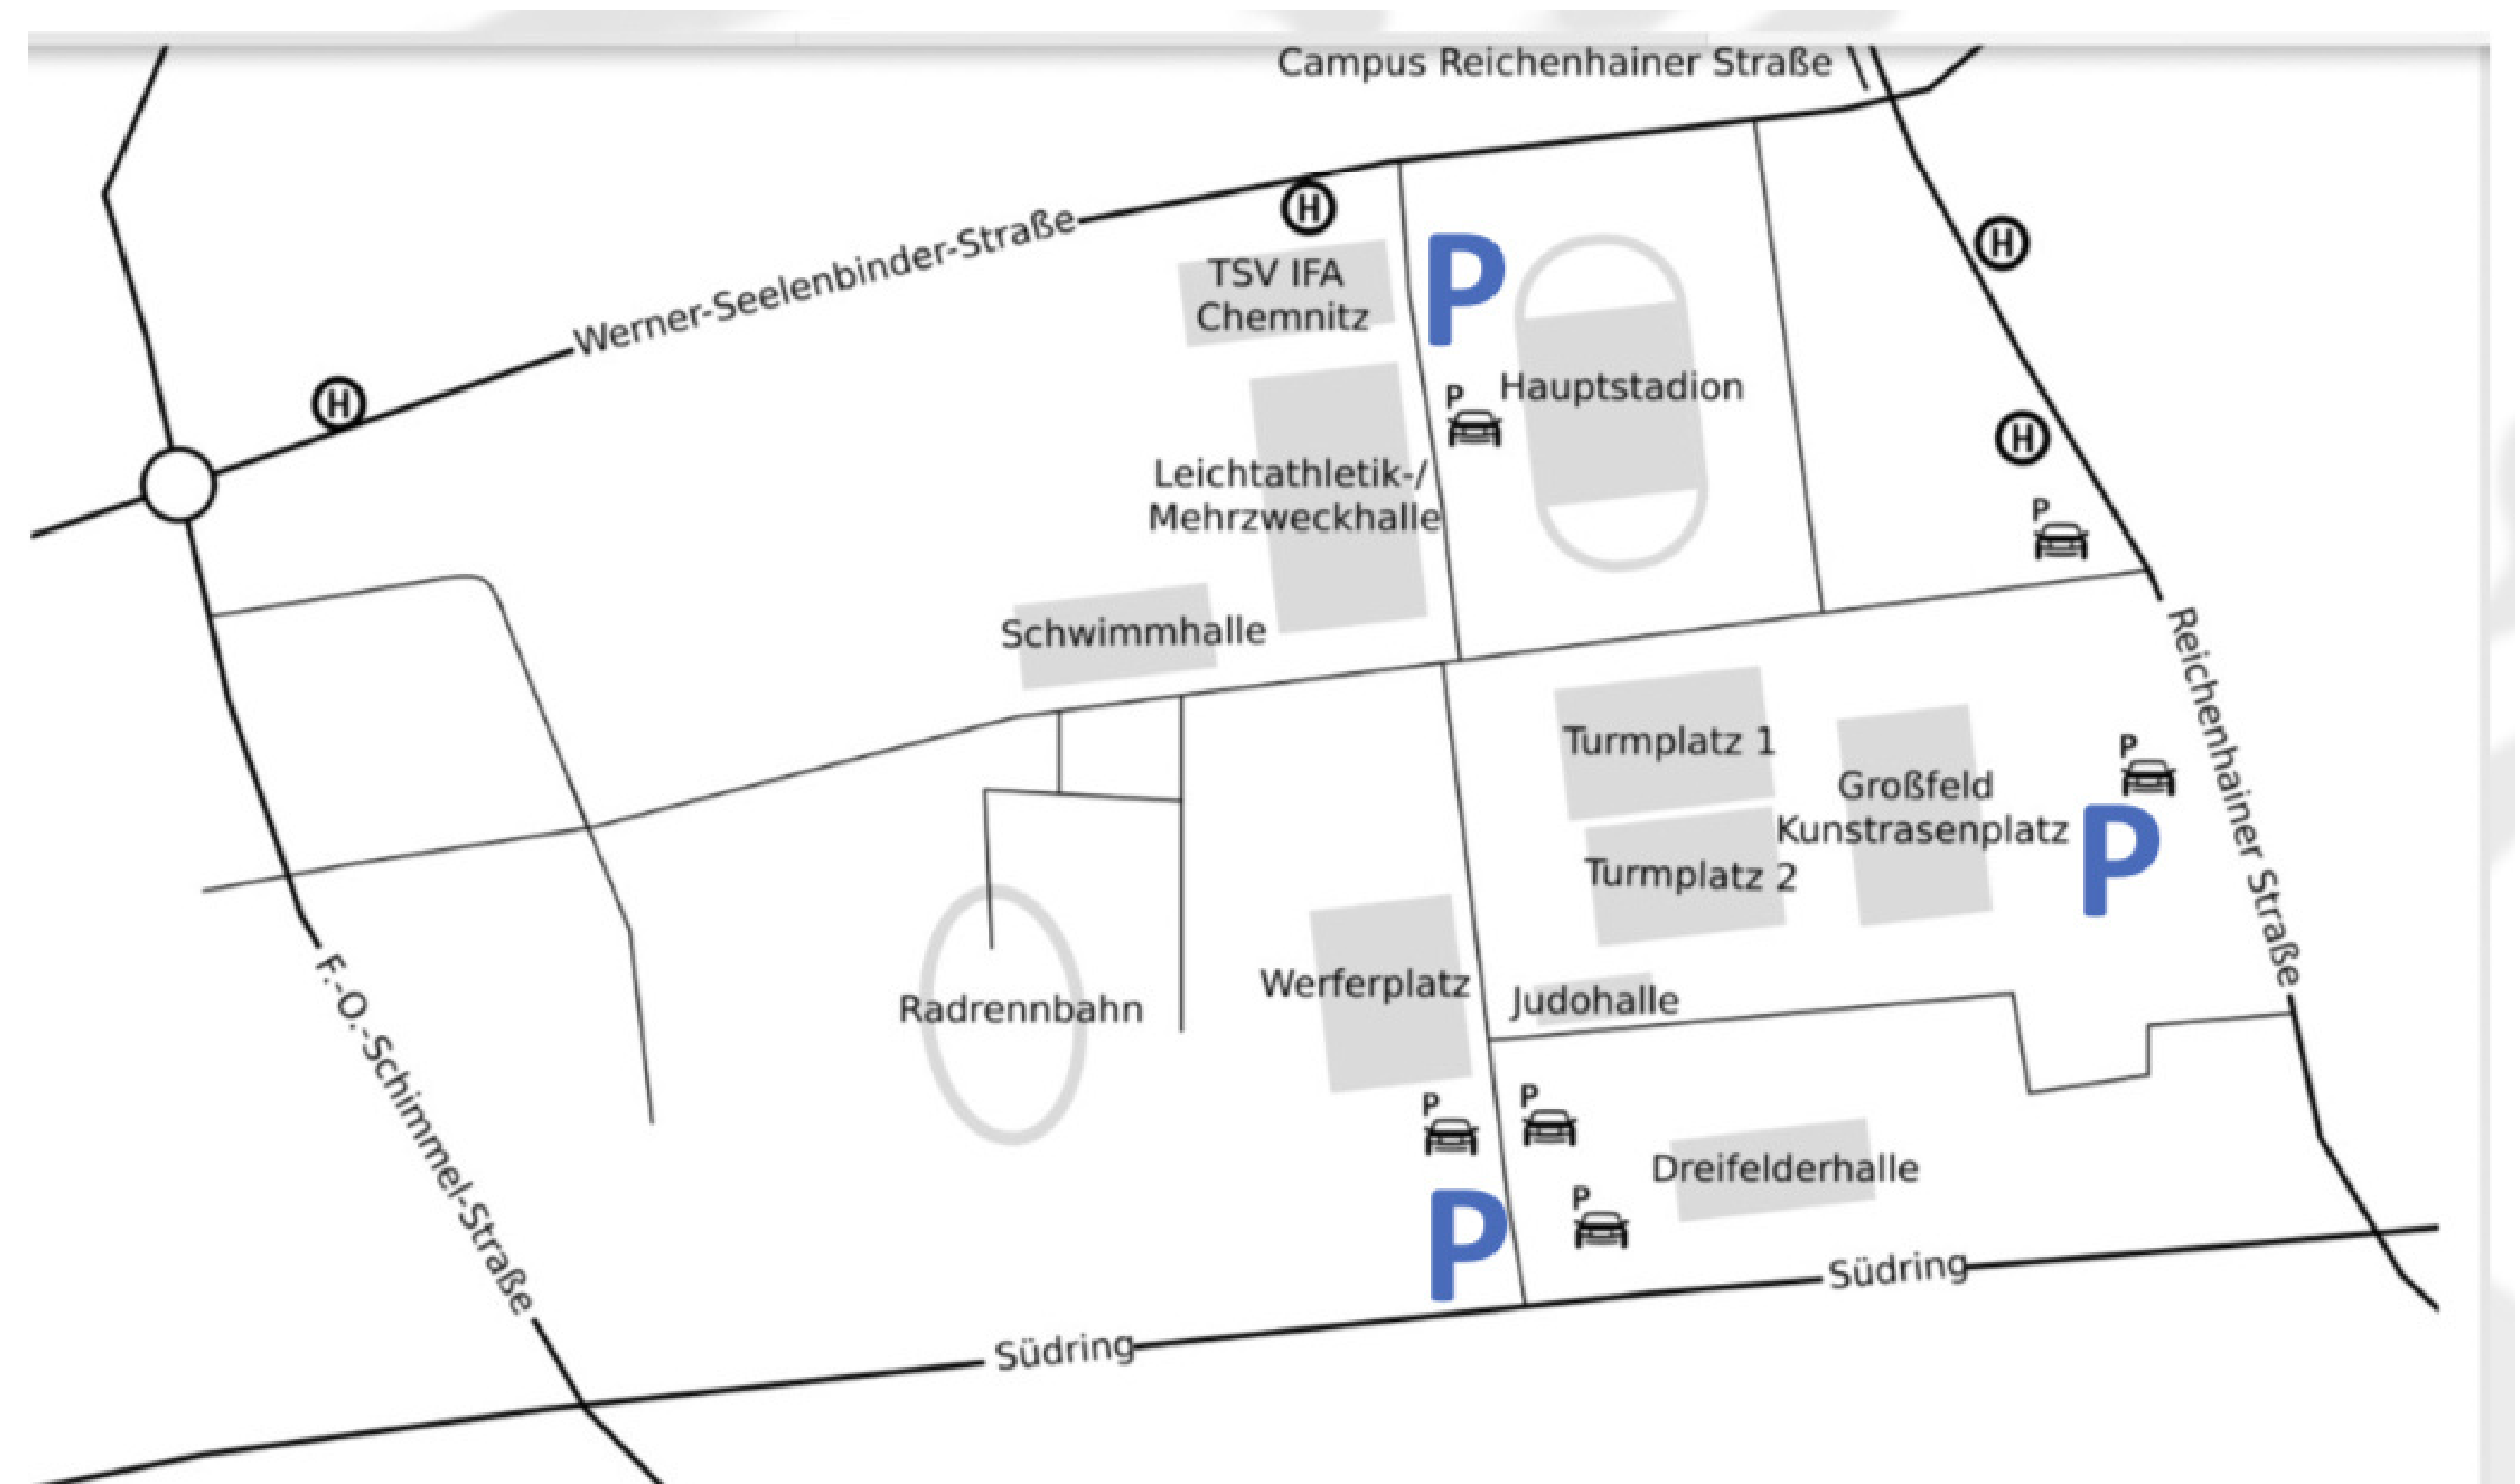 Campus Reichenhainer Straße
H
Werner-Seelenbinder-Straße
TSV IFA
Chemnitz
P
H
H
P
Hauptstadion
H
Leichtathletik-/
Mehrzweckhalle
P
Schwimmhalle
Reichenhainer Straße
Turmplatz 1
P
Großfeld
Kunstrasenplatz
P
Turmplatz 2
Werferplatz
Judohalle
Radrennbahn
F.-O.-Schimmel-Straße
P
P
Dreifelderhalle
P
P
Südring
Südring